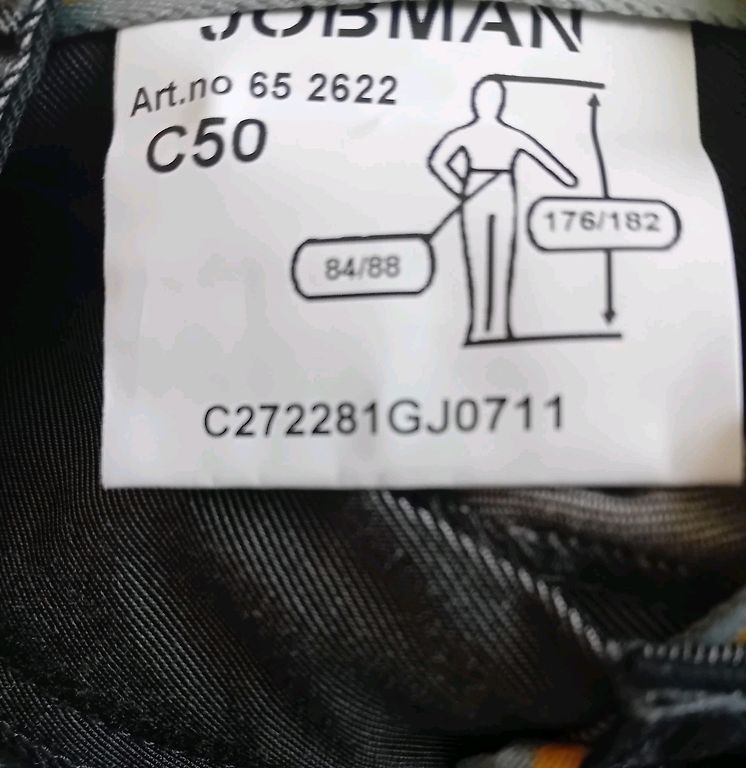 JOBMAN
Art.no 65 2622
C50
176/182
84/88
C272281GJ0711